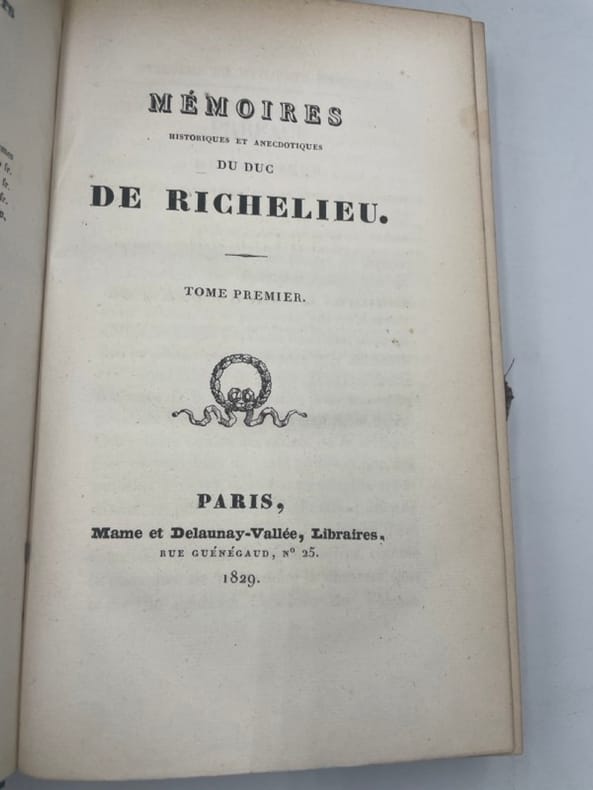 MÉMOIRES
HISTORIQUES ET ANECDOTIQUES
DU DUC
DE RICHELIEU.
TOME PREMIER.
PARIS,
Mame et Delaunay-Vallée, Libraires,
RUE GUÉNÉGAUD, Nº 25.
1829.